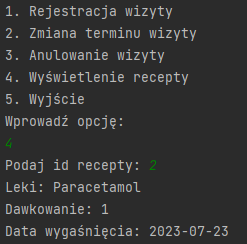 1. Rejestracja wizyty
2. Zmiana terminu wizyty
3. Anulowanie wizyty
4. Wyświetlenie recepty
5. Wyjście
Wprowadź opcję:
4
Podaj id recepty: 2
Leki: Paracetamol
Dawkowanie: 1
Data wygaśnięcia: 2023-07-23